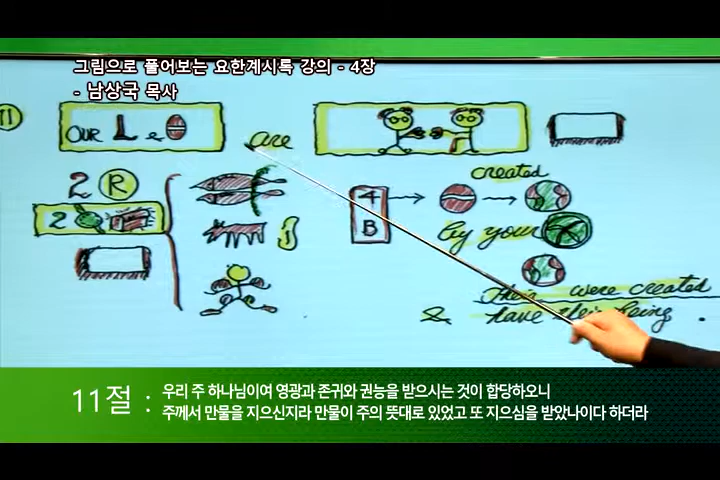 그림으로 풀어보는 요한계시록 강의 - 4장
- 남상국 목사
11
OUR L e
are
created
2 R
4
2
B
by your
1
Their were created
& have their being .
11절 : 우리 주 하나님이여 영광과 존귀와 권능을 받으시는 것이 합당하오니
주께서 만물을 지으신지라 만물이 주의 뜻대로 있었고 또 지으심을 받았나이다 하더라